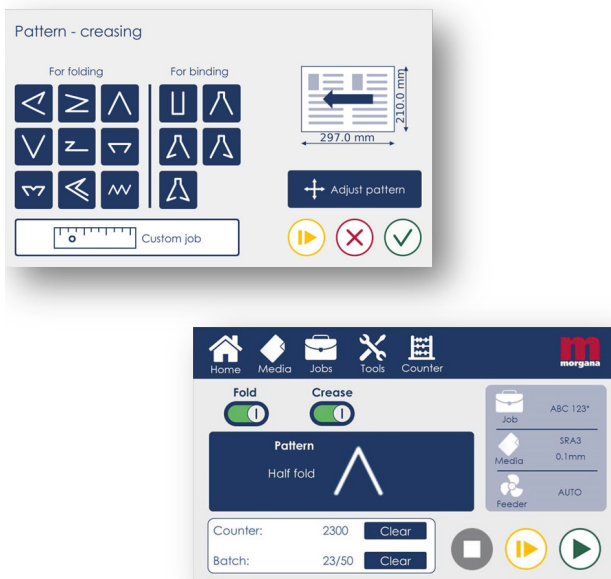 Pattern - creasing
For folding
For binding
210.0 mm
297.0 mm
Adjust pattern
Custom job
Home
Media
Jobs
Tools
Counter
morgana
Fold
Crease
Pattern
Half fold
Job
ABC 123*
Media
SRA3
0.1mm
Feeder
AUTO
Counter:
2300
Clear
Batch:
23/50
Clear